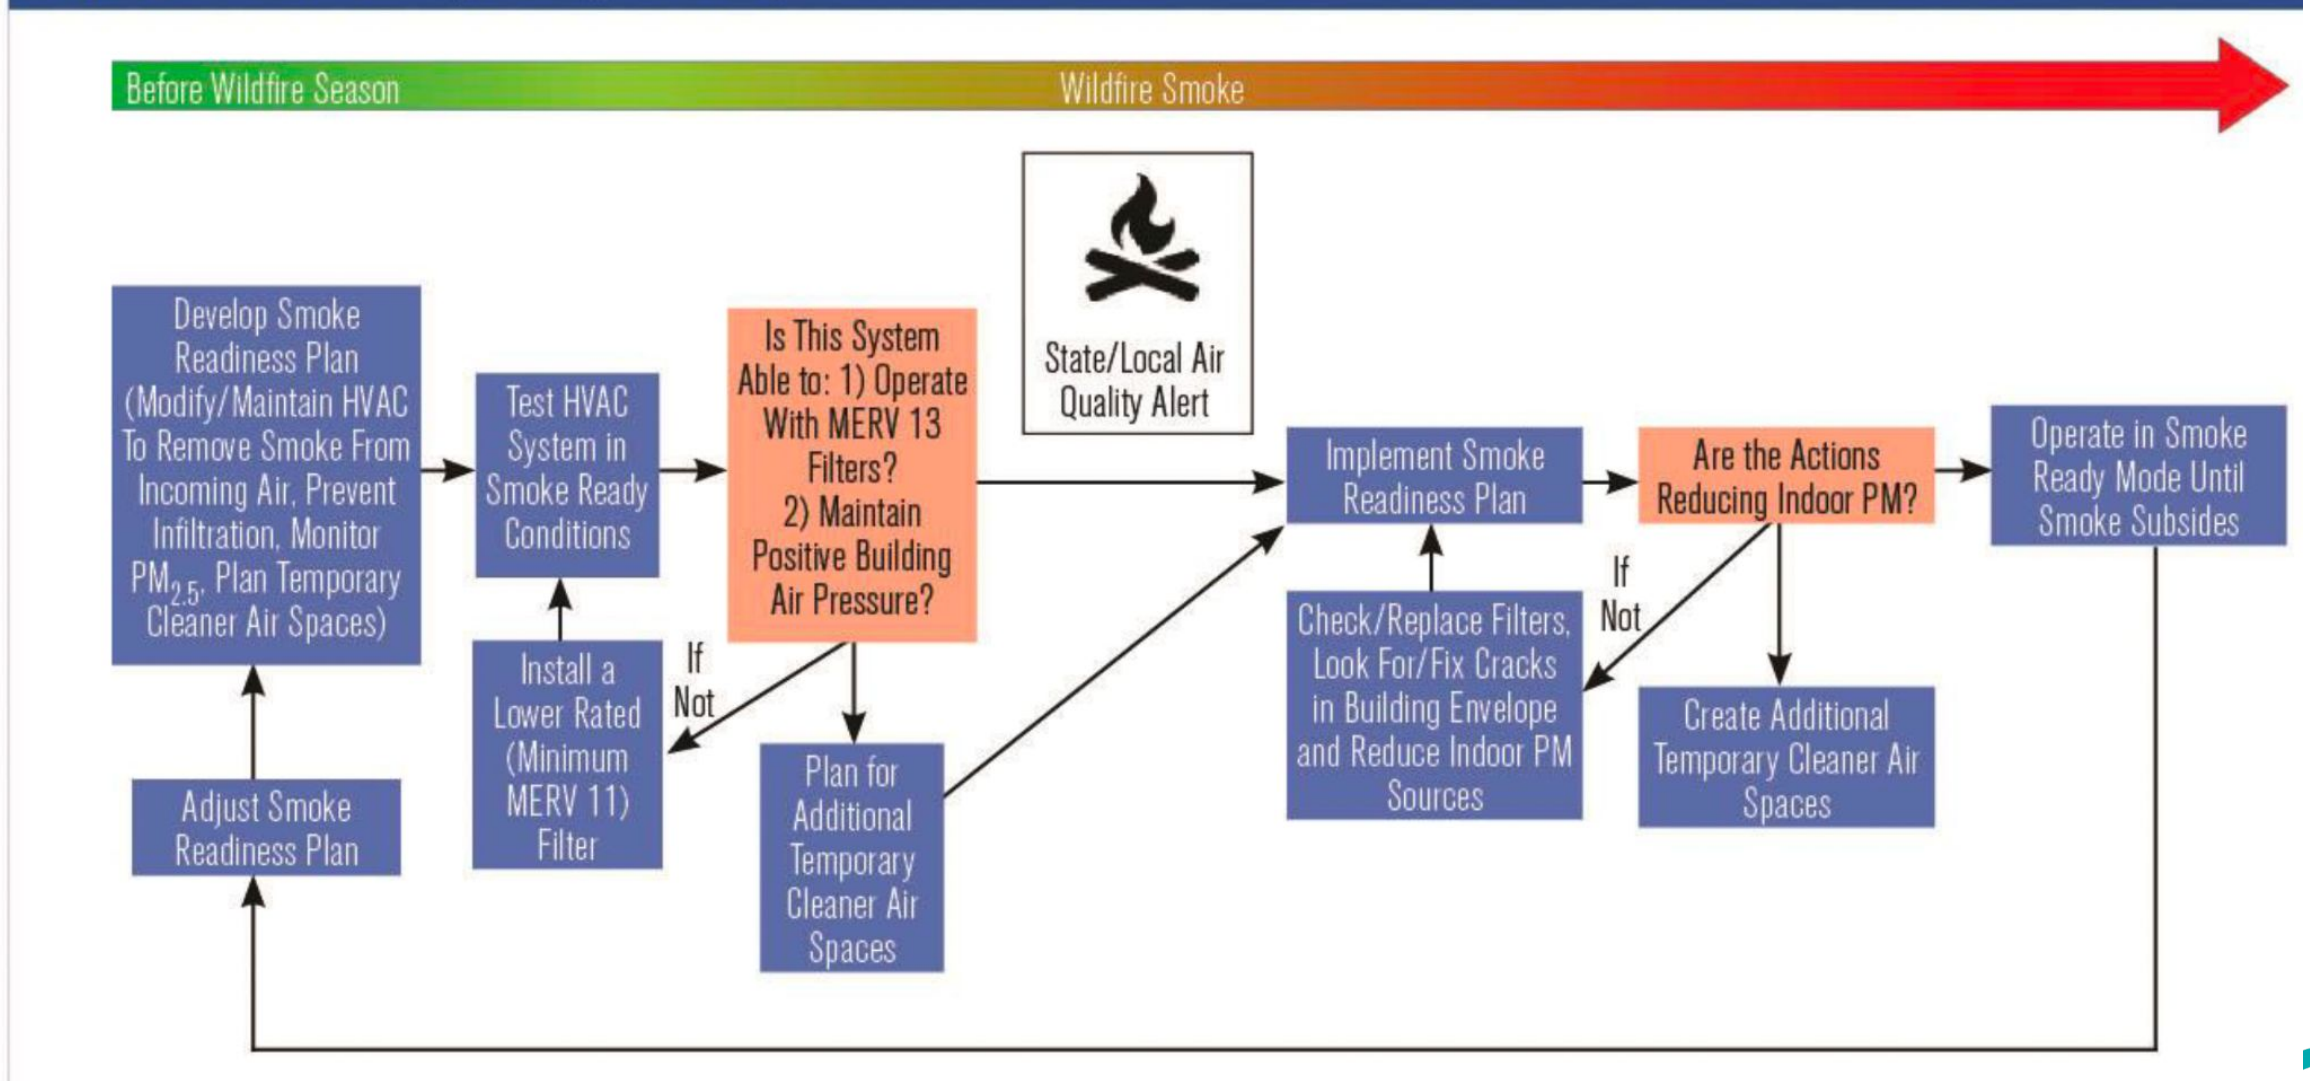 Before Wildfire Season
Wildfire Smoke
State/Local Air
Quality Alert
Develop Smoke
Readiness Plan
(Modify/Maintain HVAC
To Remove Smoke From
Incoming Air, Prevent
Infiltration, Monitor
PM2.5, Plan Temporary
Cleaner Air Spaces)
Test HVAC
System in
Smoke Ready
Conditions
Is This System
Able to: 1) Operate
With MERV 13
Filters?
2) Maintain
Positive Building
Air Pressure?
Implement Smoke
Readiness Plan
Are the Actions
Reducing Indoor PM?
Operate in Smoke
Ready Mode Until
Smoke Subsides
Adjust Smoke
Readiness Plan
Install a
Lower Rated
(Minimum
MERV 11)
Filter
If
Not
Plan for
Additional
Temporary
Cleaner Air
Spaces
Check/Replace Filters,
Look For/Fix Cracks
in Building Envelope
and Reduce Indoor PM
Sources
If
Not
Create Additional
Temporary Cleaner Air
Spaces